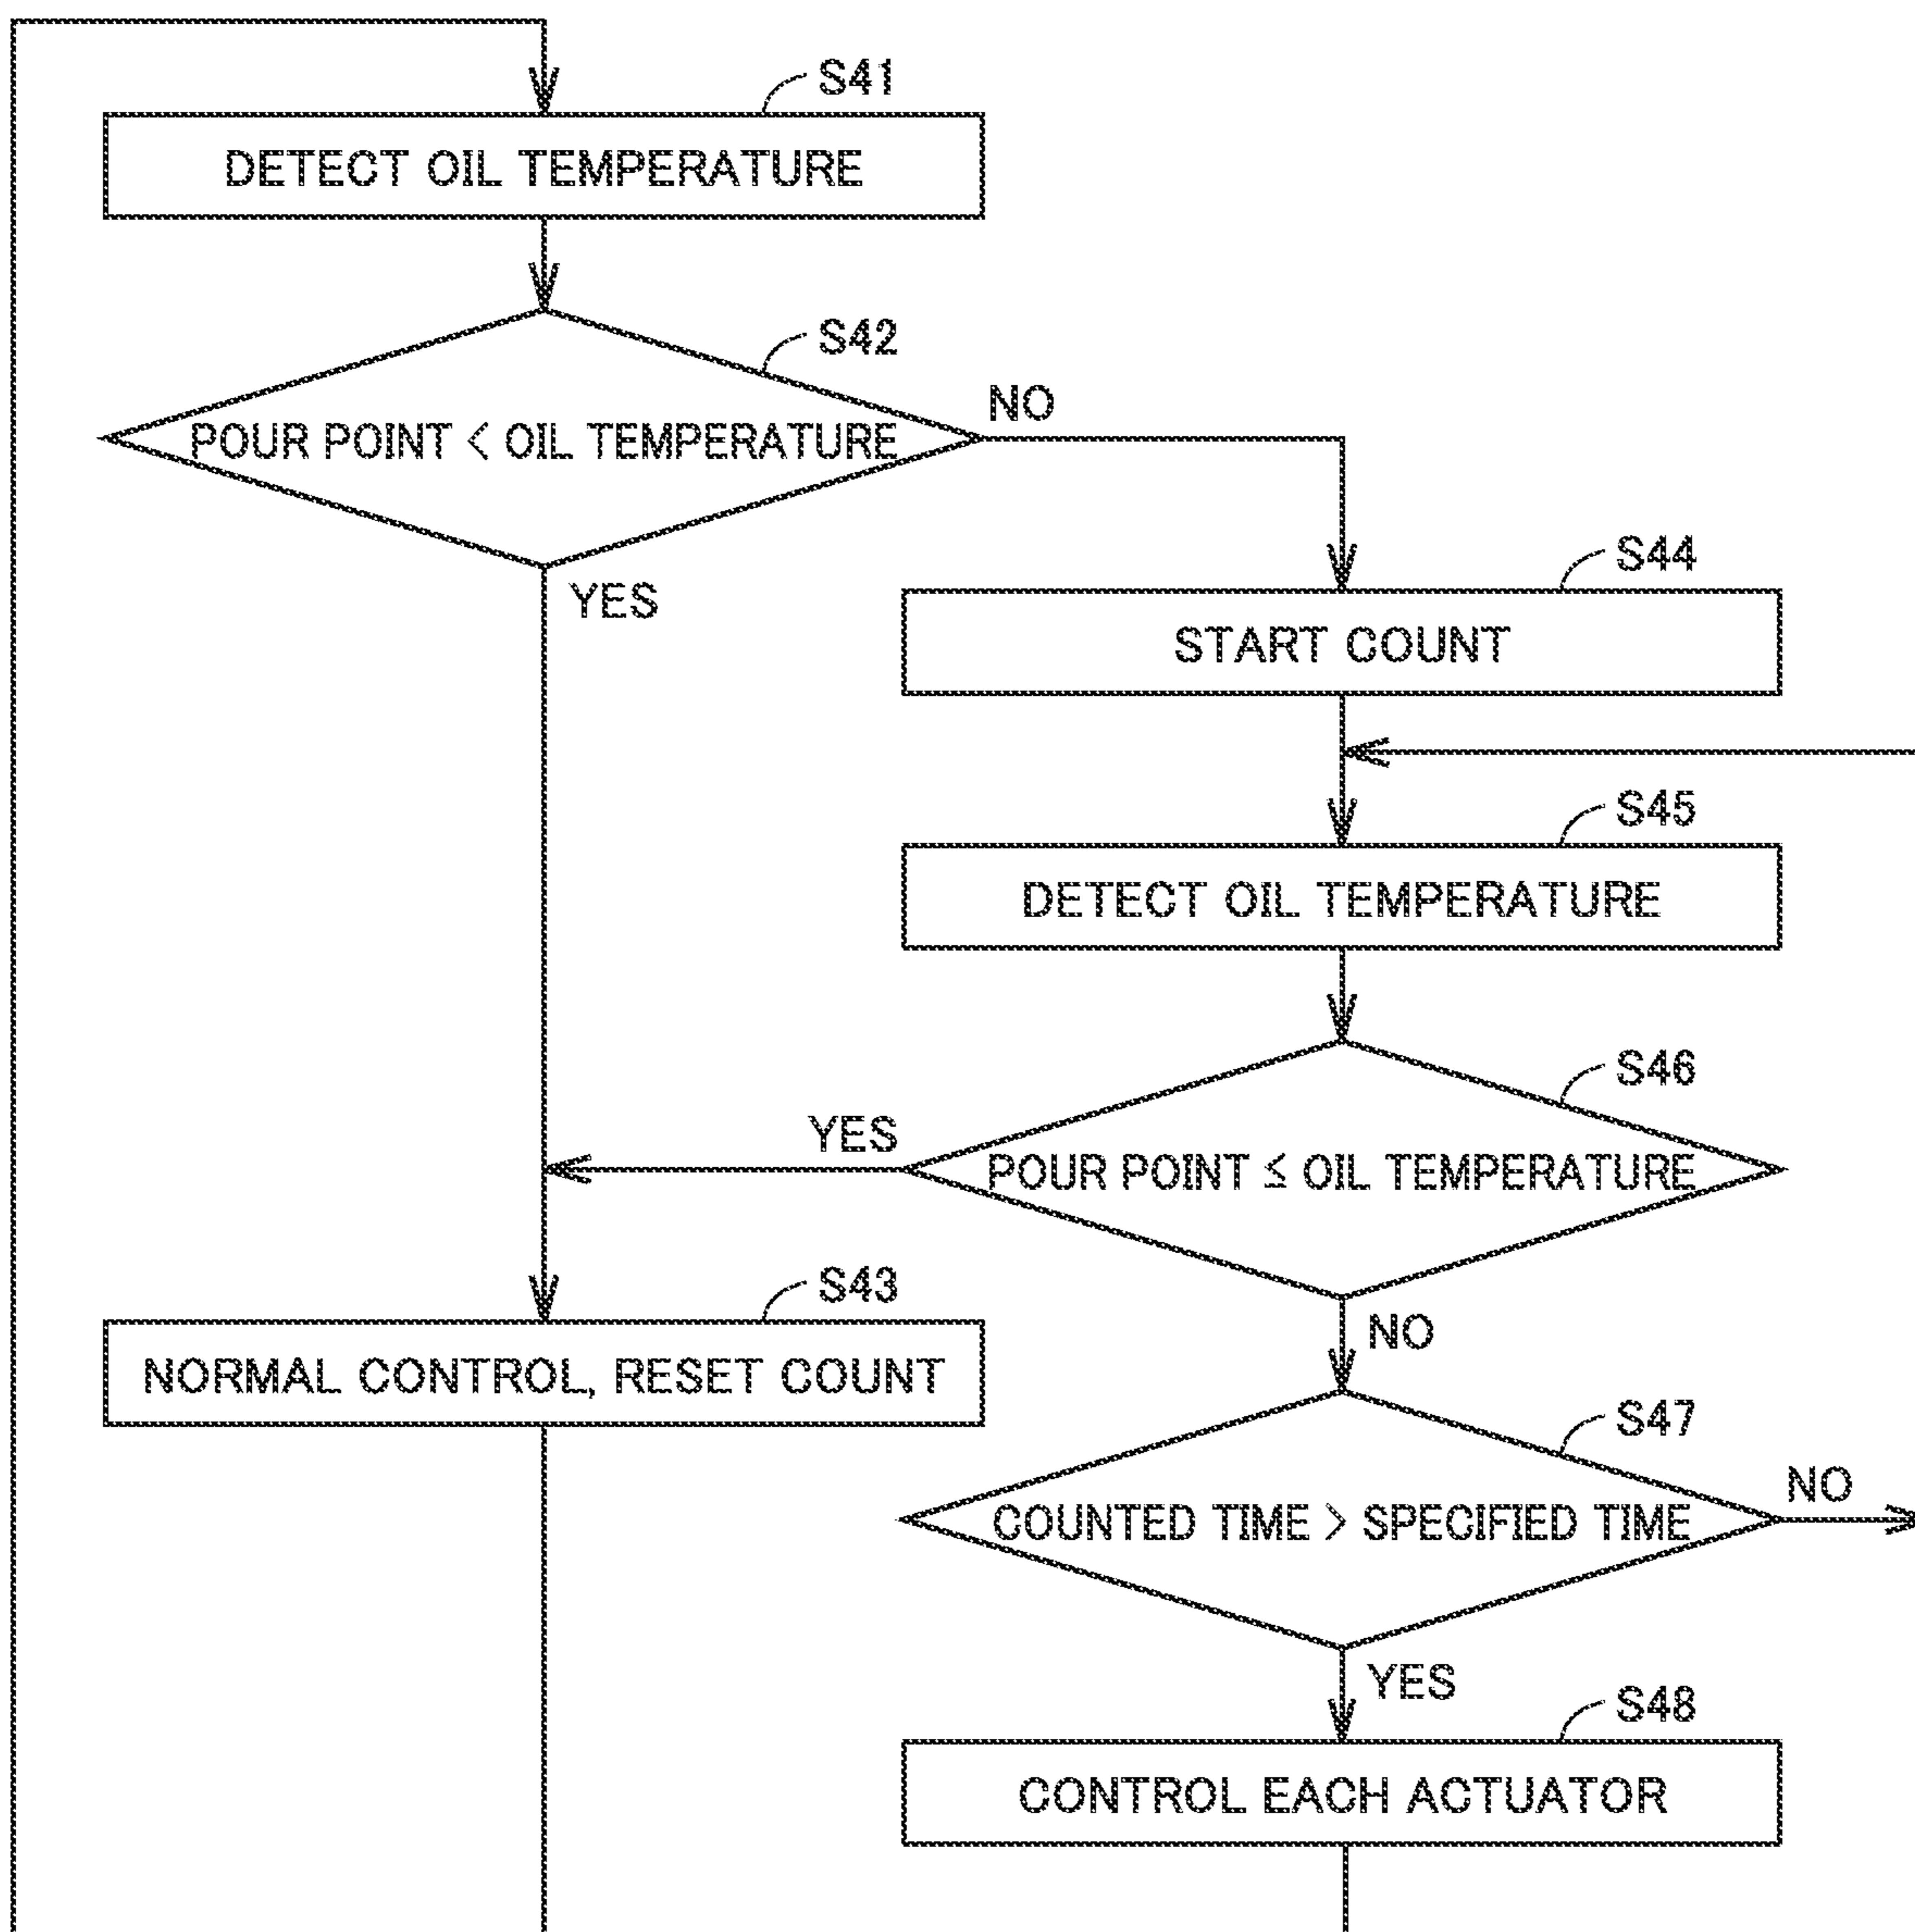 S41
DETECT OIL TEMPERATURE
S42
POUR POINT < OIL TEMPERATURE
NO
YES
S44
START COUNT
S45
DETECT OIL TEMPERATURE
S46
POUR POINT ≤ OIL TEMPERATURE
YES
NO
S43
NORMAL CONTROL, RESET COUNT
S47
COUNTED TIME > SPECIFIED TIME
NO
YES
S48
CONTROL EACH ACTUATOR